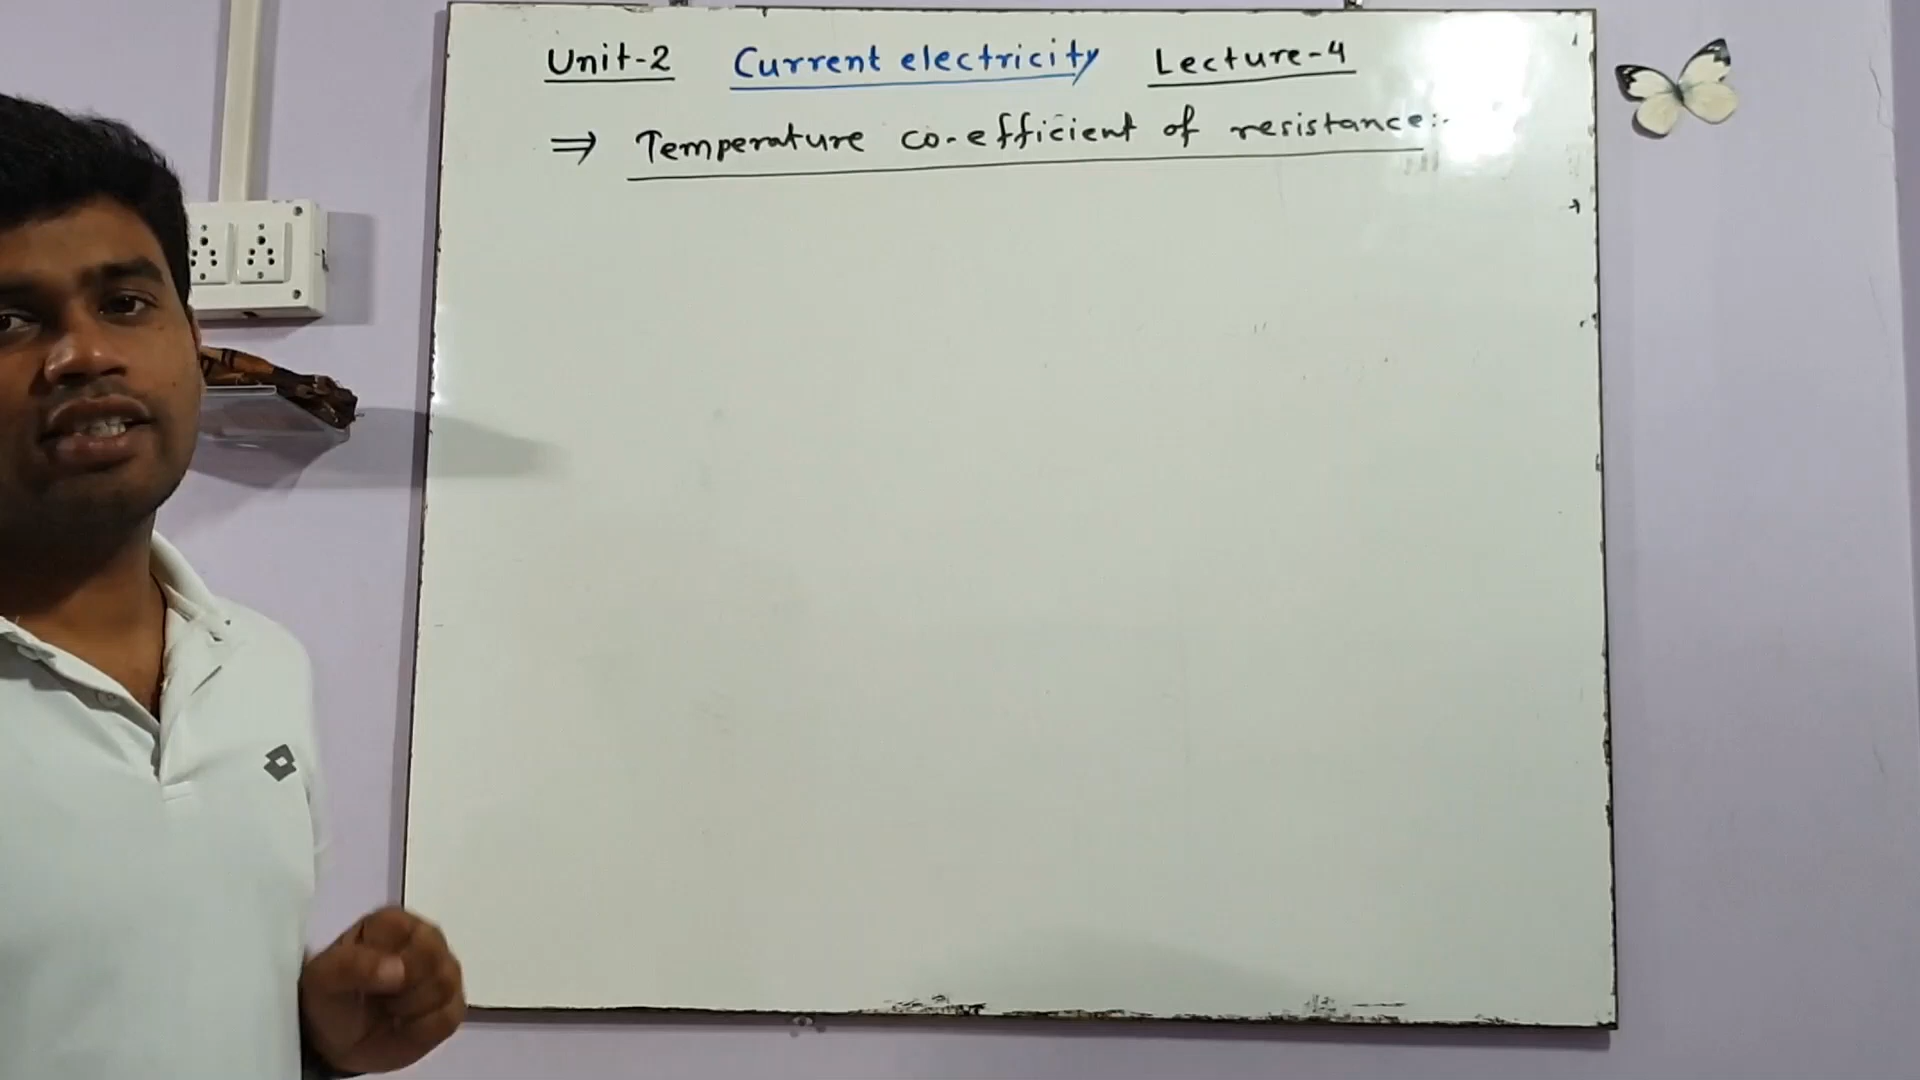 Unit-2 Current electricity Lecture-4
⇒ Temperature co-efficient of resistance:-